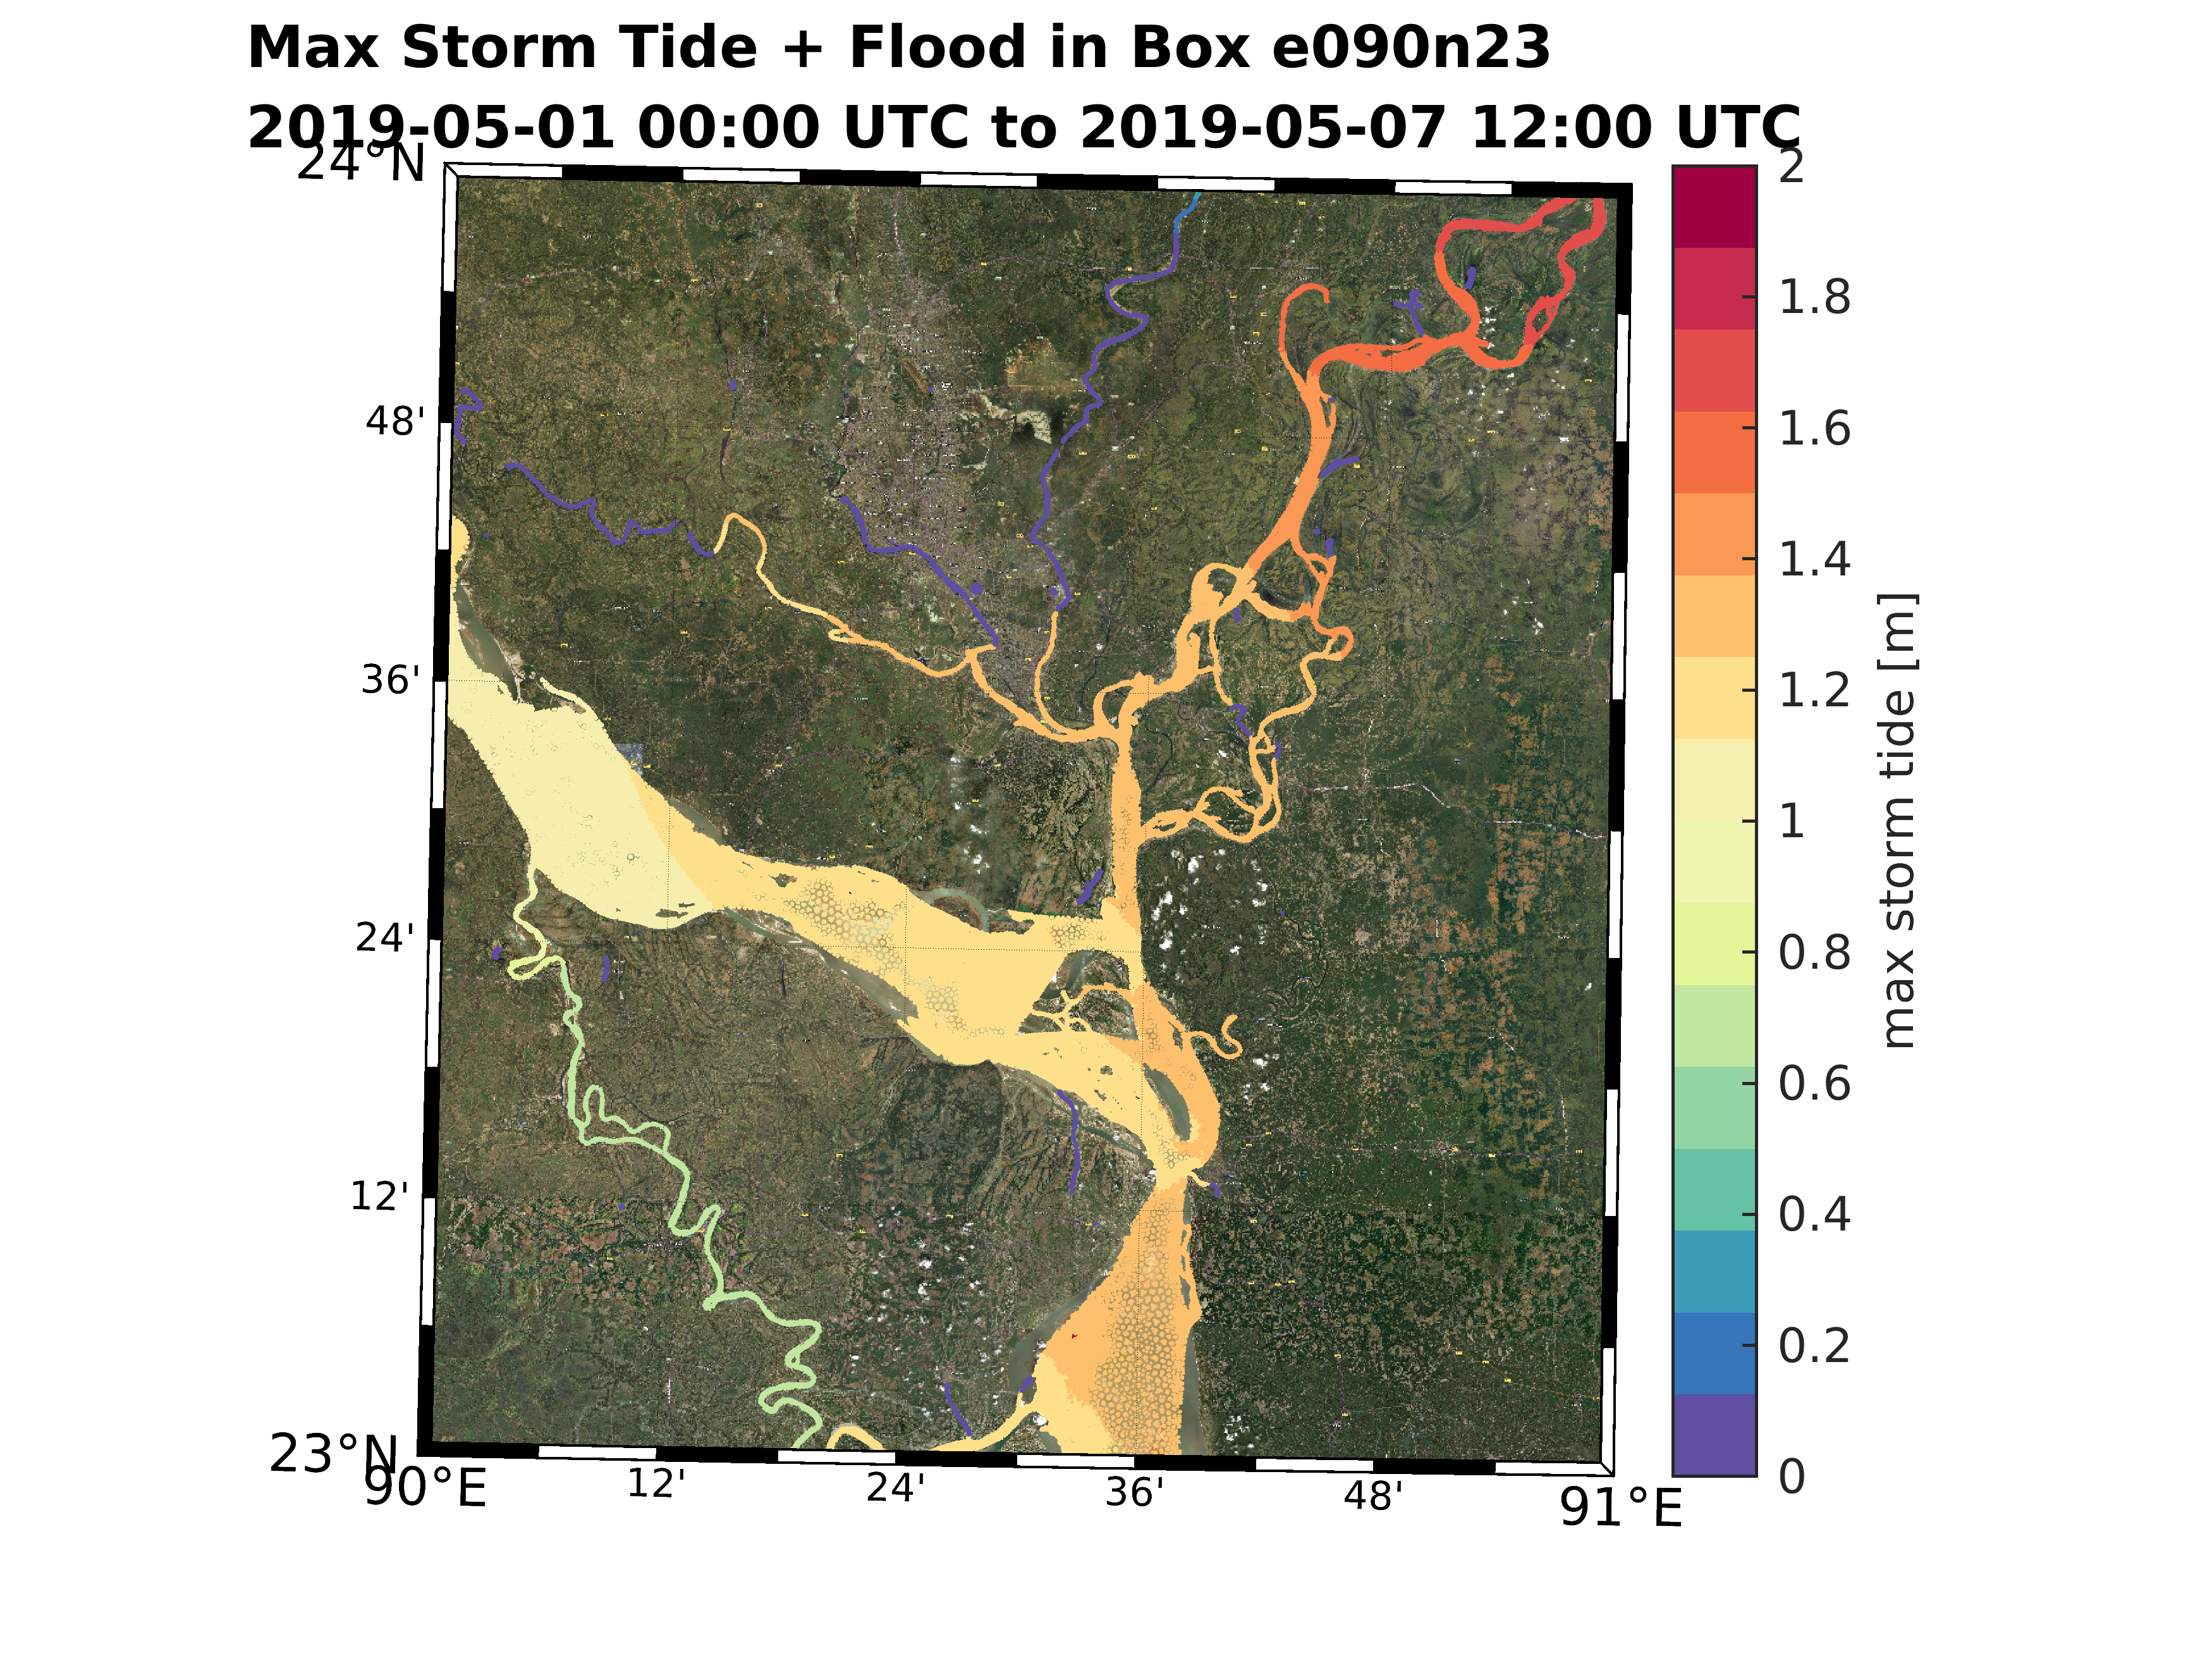 Max Storm Tide + Flood in Box e090n23
2019-05-01 00:00 UTC to 2019-05-07 12:00 UTC
24°N
48'
36'
24'
12'
23°N
90°E
12'
24'
36'
48'
91°E
2
1.8
1.6
1.4
1.2
1
0.8
0.6
0.4
0.2
0
max storm tide [m]